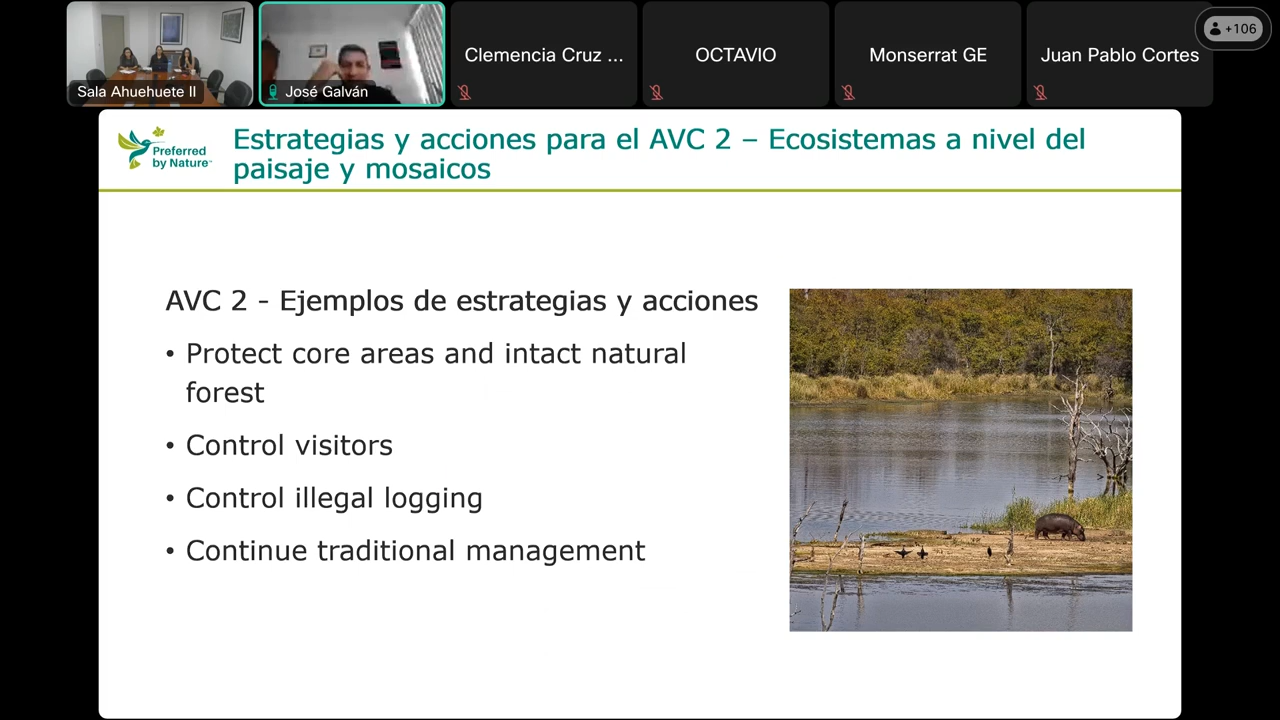 Sala Ahuehuete II
José Galván
Clemencia Cruz ...
OCTAVIO
Monserrat GE
Juan Pablo Cortes
+106
Preferred
by Nature™
Estrategias y acciones para el AVC 2 – Ecosistemas a nivel del
paisaje y mosaicos
AVC 2 - Ejemplos de estrategias y acciones
• Protect core areas and intact natural
forest
• Control visitors
• Control illegal logging
• Continue traditional management